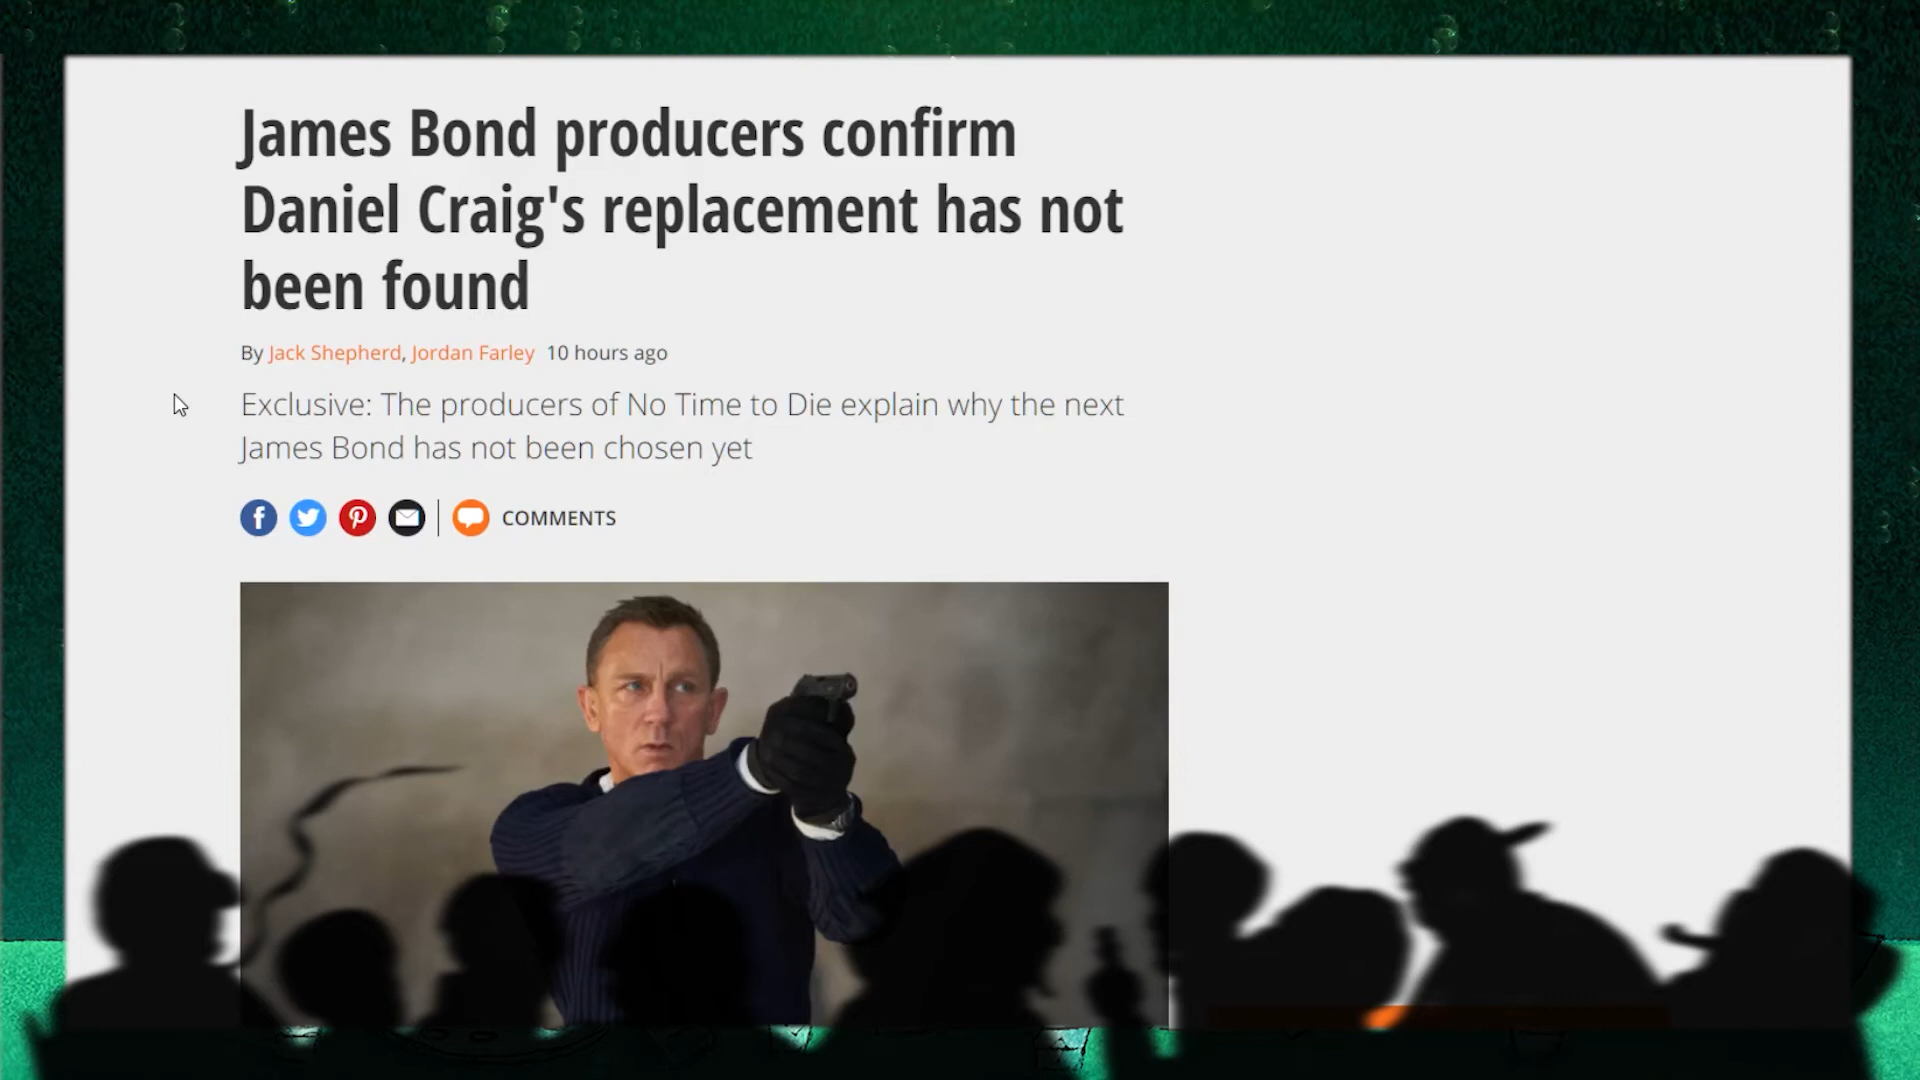 James Bond producers confirm
Daniel Craig's replacement has not
been found
By Jack Shepherd, Jordan Farley 10 hours ago
Exclusive: The producers of No Time to Die explain why the next
James Bond has not been chosen yet
COMMENTS